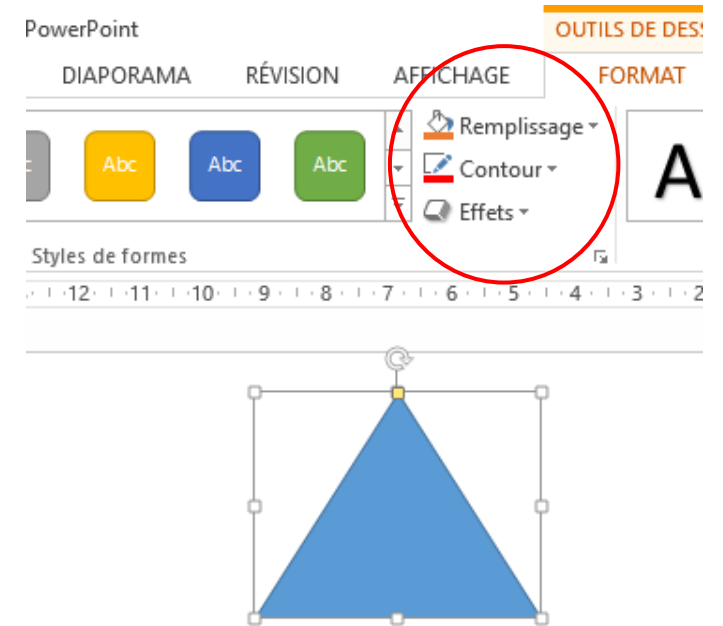 PowerPoint OUTILS DE DESS
DIAPORAMA RÉVISION AFFICHAGE FORMAT
c Abc Abc Abc Remplissage
Contour
Effets
A
Styles de formes
12 11 10 9 8 7 6 5 4 3 2